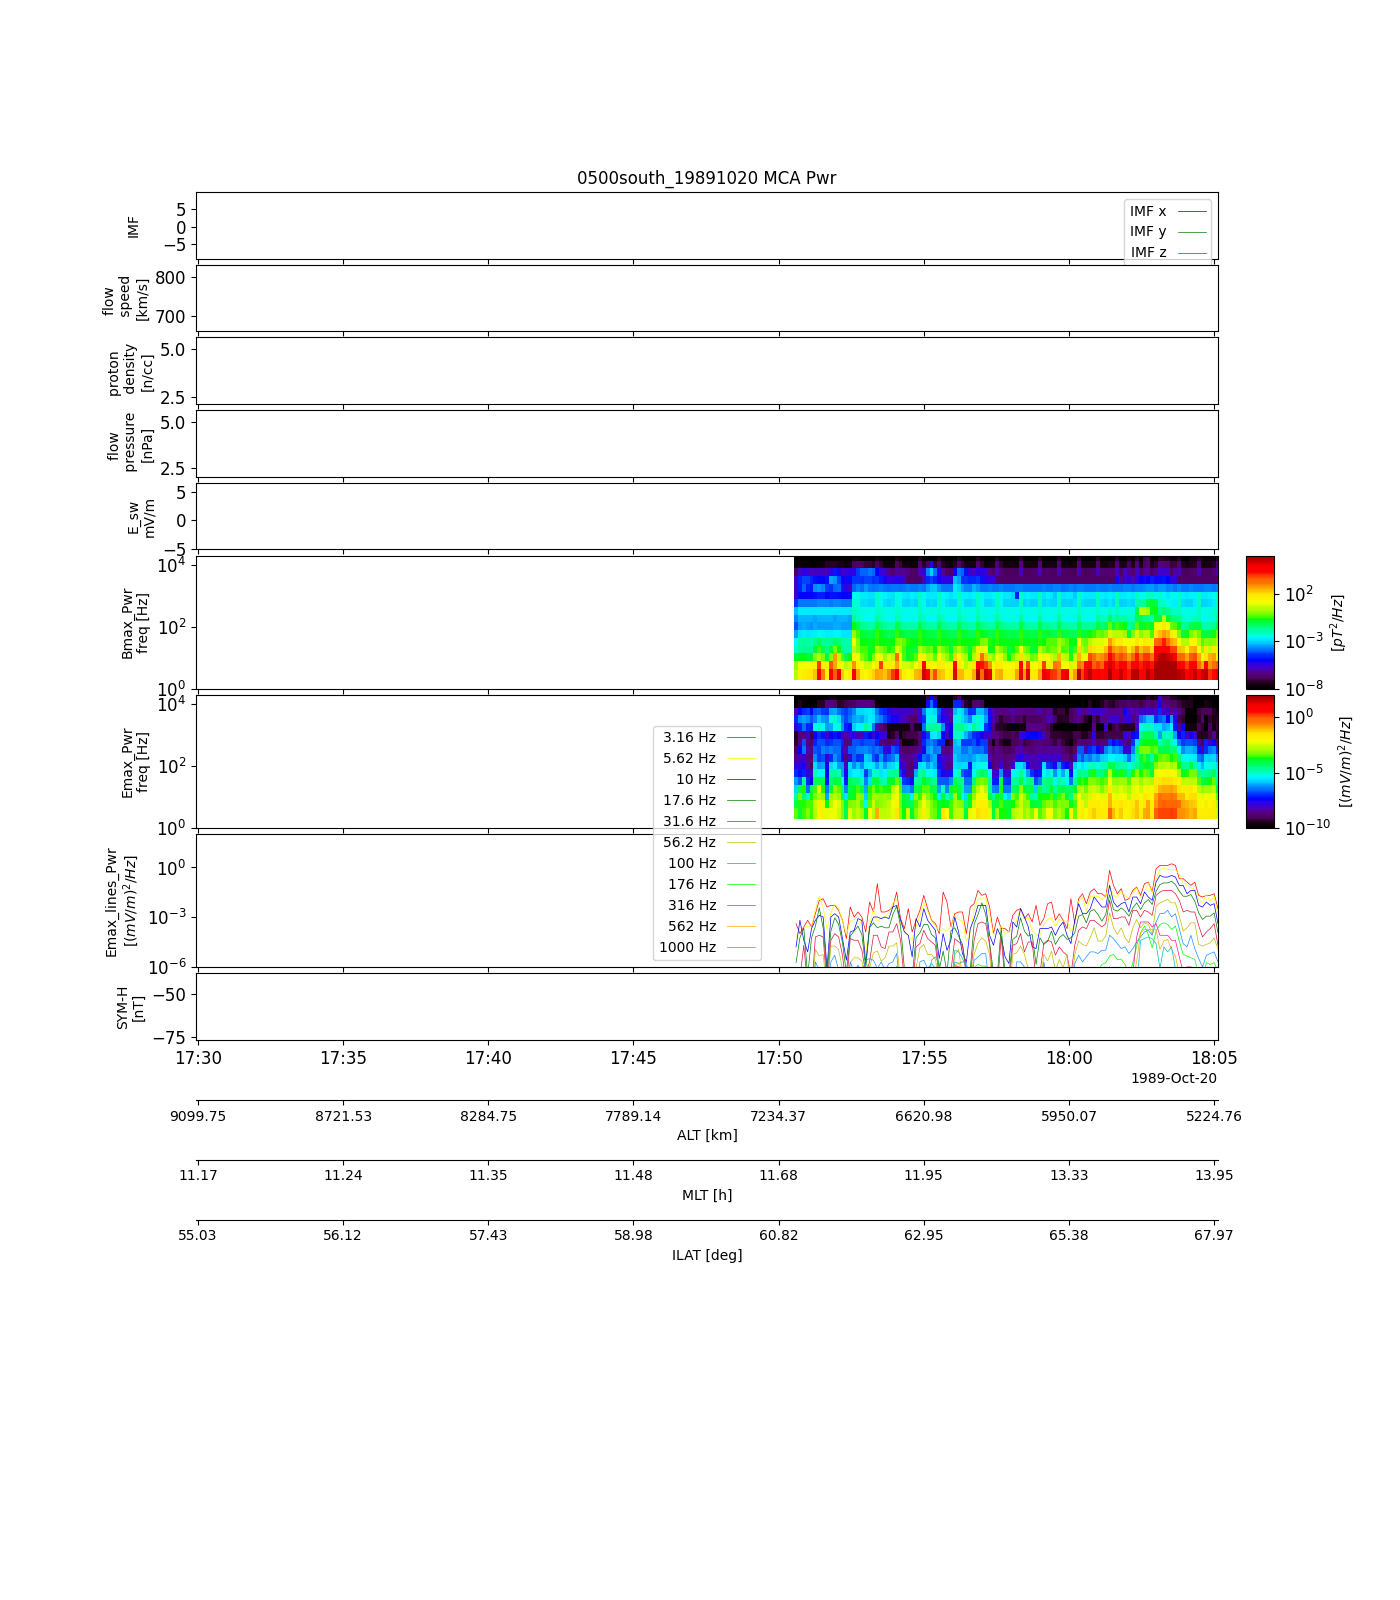 0500south_19891020 MCA Pwr
IMF
5
0
−5
IMF x
IMF y
IMF z
flow
speed
[km/s]
800
700
proton
density
[n/cc]
5.0
2.5
flow
pressure
[nPa]
5.0
2.5
E_sw
mV/m
5
0
−5
Bmax_Pwr
freq [Hz]
10^4
10^2
10^0
10^2
10^−3
10^−8
[pT^2/Hz]
Emax_Pwr
freq [Hz]
10^4
10^2
10^0
10^0
10^−5
10^−10
[(mV/m)^2/Hz]
3.16 Hz
5.62 Hz
10 Hz
17.6 Hz
31.6 Hz
56.2 Hz
100 Hz
176 Hz
316 Hz
562 Hz
1000 Hz
Emax_lines_Pwr
[(mV/m)^2/Hz]
10^0
10^−3
10^−6
SYM-H
[nT]
−50
−75
17:30 17:35 17:40 17:45 17:50 17:55 18:00 18:05
1989-Oct-20
9099.75 8721.53 8284.75 7789.14 7234.37 6620.98 5950.07 5224.76
ALT [km]
11.17 11.24 11.35 11.48 11.68 11.95 13.33 13.95
MLT [h]
55.03 56.12 57.43 58.98 60.82 62.95 65.38 67.97
ILAT [deg]